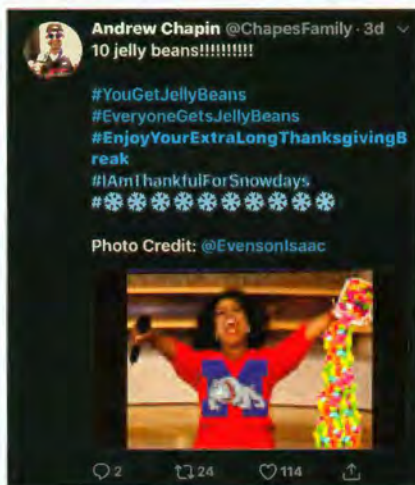 Andrew Chapin @ChapesFamily · 3d
10 jelly beans!!!!!!!!!!
#YouGetJellyBeans
#EveryoneGetsJellyBeans
#EnjoyYourExtraLongThanksgivingB
reak
#IAmThankfulForSnowdays
#❄❄❄❄❄❄❄❄❄❄
Photo Credit: @EvensonIsaac
M
2 24 114